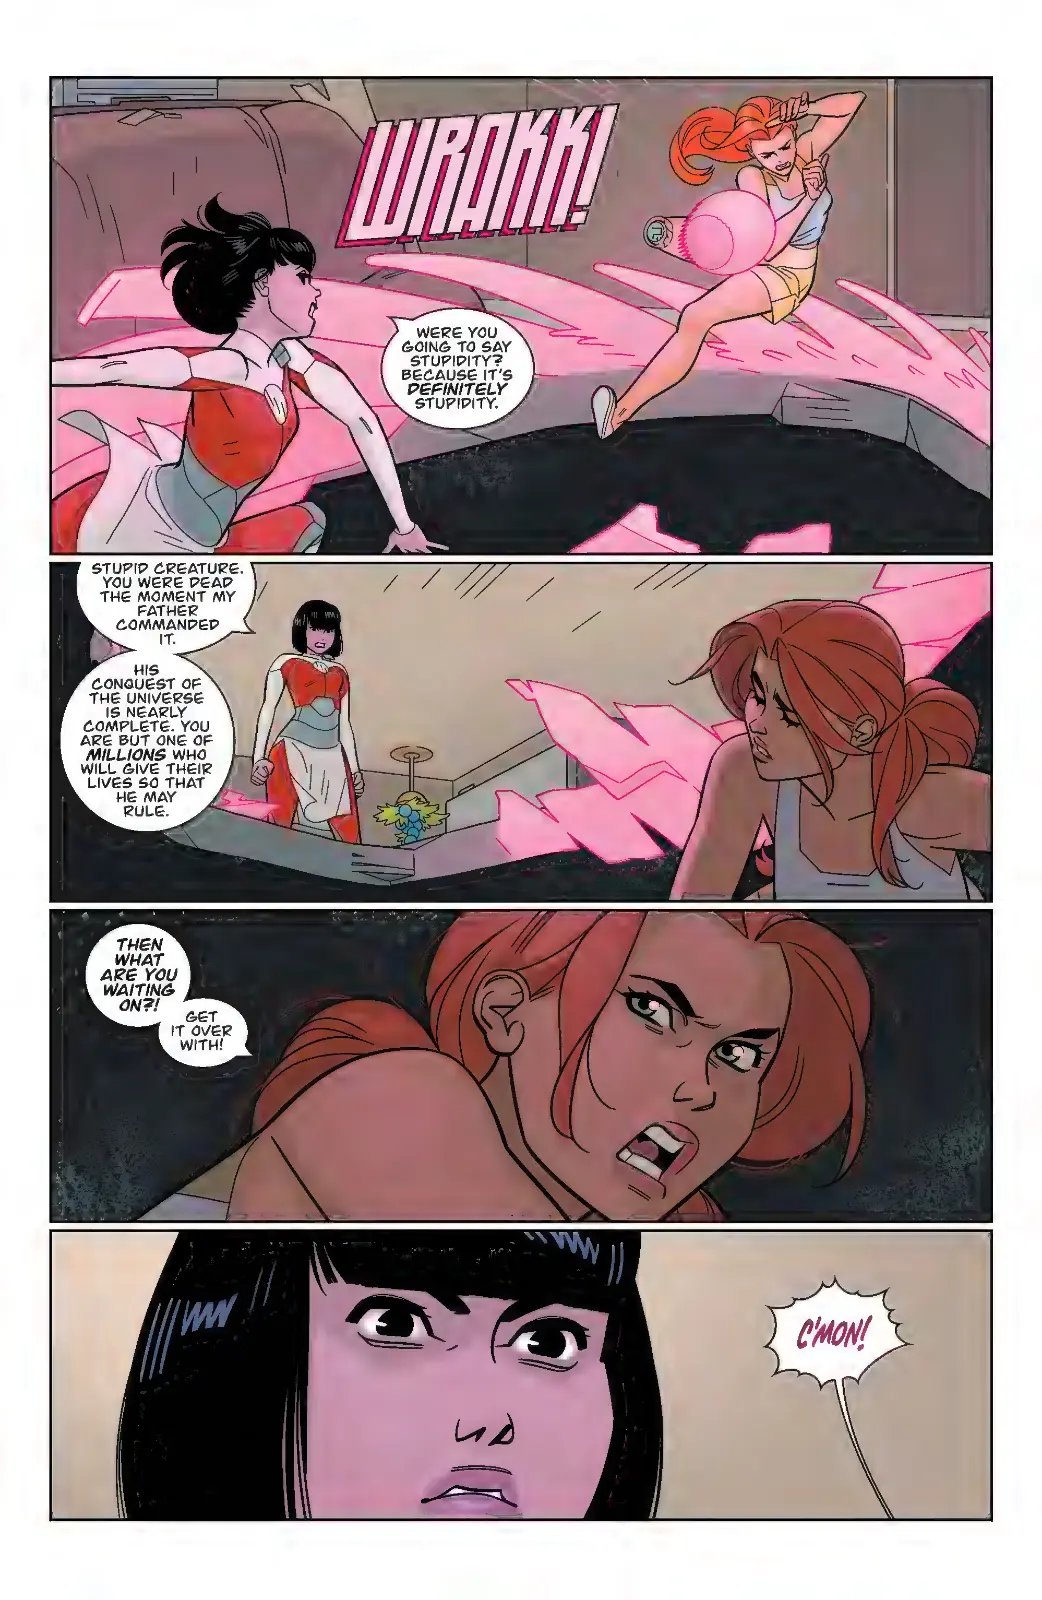 WRAKK!
WERE YOU
GOING TO SAY
STUPIDITY?
BECAUSE IT'S
DEFINITELY
STUPIDITY.
STUPID CREATURE.
YOU WERE DEAD
THE MOMENT MY
FATHER
COMMANDED
IT.
HIS
CONQUEST OF
THE UNIVERSE
IS NEARLY
COMPLETE. YOU
ARE BUT ONE OF
MILLIONS WHO
WILL GIVE THEIR
LIVES SO THAT
HE MAY
RULE.
THEN
WHAT
ARE YOU
WAITING
ON?!
GET
IT OVER
WITH!
C'MON!